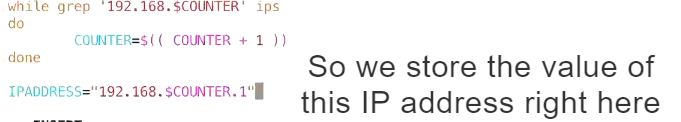 while grep '192.168.$COUNTER' ips
do
COUNTER=$(( COUNTER + 1 ))
done
IPADDRESS="192.168.$COUNTER.1"
So we store the value of
this IP address right here